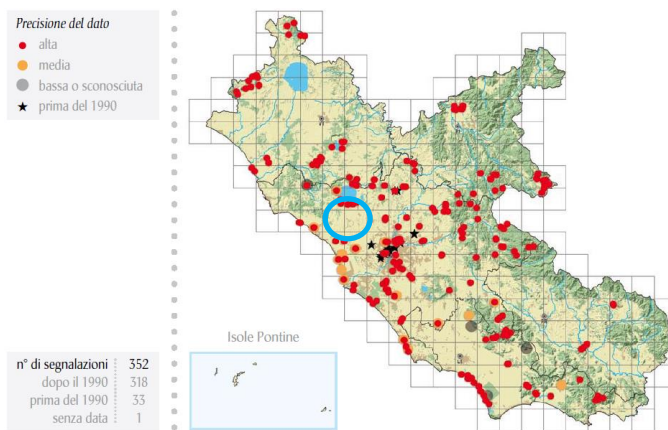 Precisione del dato
alta
media
bassa o sconosciuta
prima del 1990
Isole Pontine
n° di segnalazioni 352
dopo il 1990 318
prima del 1990 33
senza data 1